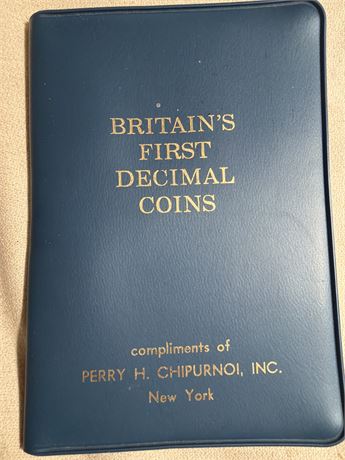 BRITAIN'S
FIRST
DECIMAL
COINS
compliments of
PERRY H. CHIPURNOI, INC.
New York